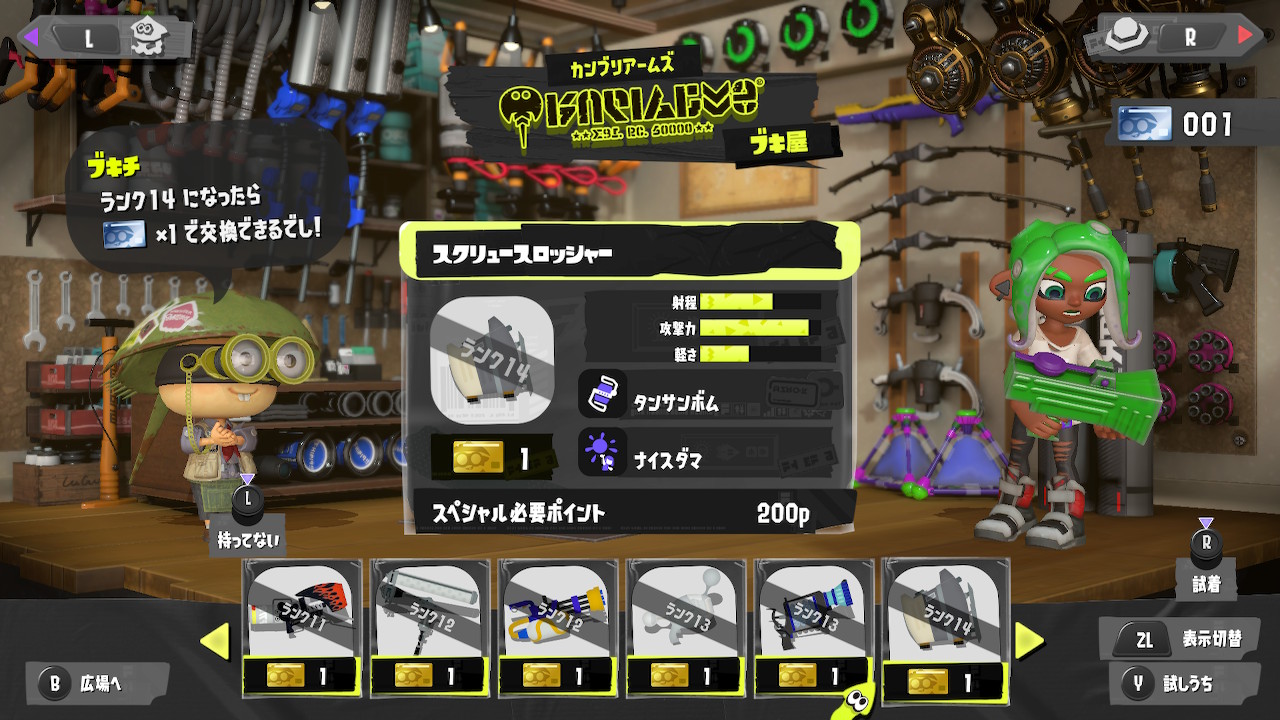 L
R
001
カンブリアームズ
ブキ屋
ブキチ
ランク14 になったら
×1 で交換できるでし!
スクリュースロッシャー
ランク14
射程
攻撃力
軽さ
タンサンボム
1
ナイスダマ
スペシャル必要ポイント 200p
L
持ってない
R
試着
ランク11
ランク12
ランク12
ランク13
ランク13
ランク14
1
1
1
1
1
1
ZL 表示切替
B 広場へ
Y 試しうち